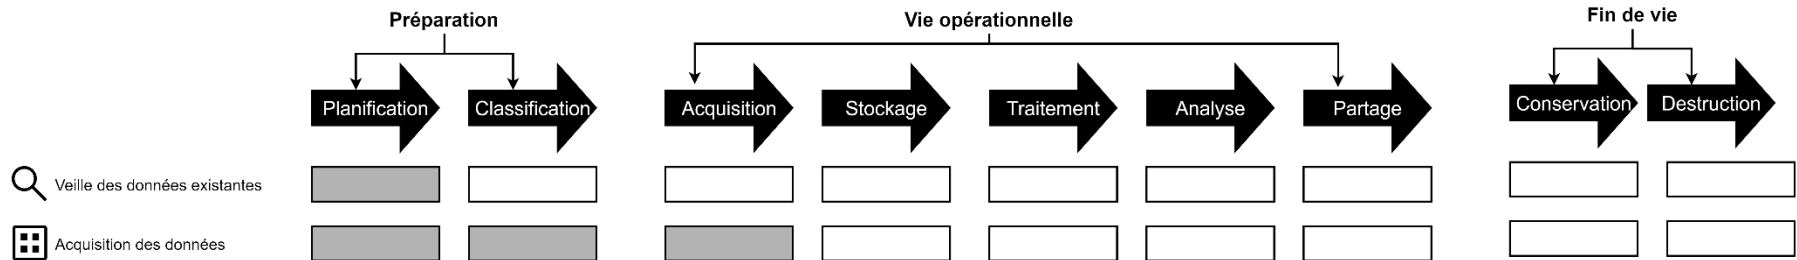 Préparation
Vie opérationnelle
Fin de vie
Planification
Classification
Acquisition
Stockage
Traitement
Analyse
Partage
Conservation
Destruction
Veille des données existantes
Acquisition des données